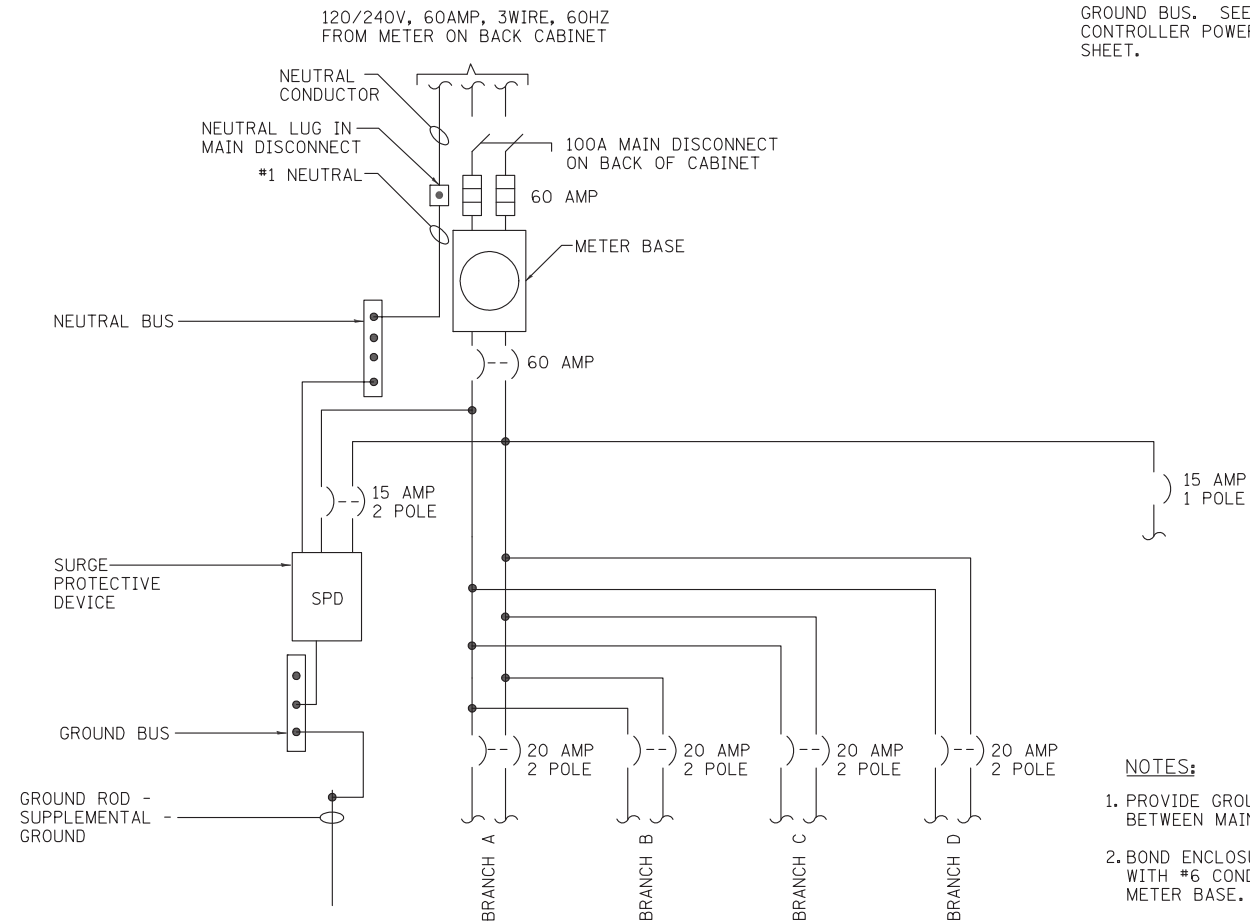 120/240V, 60AMP, 3WIRE, 60HZ
FROM METER ON BACK CABINET
GROUND BUS. SEE
CONTROLLER POWER
SHEET.
NEUTRAL
CONDUCTOR
NEUTRAL LUG IN
MAIN DISCONNECT
#1 NEUTRAL
100A MAIN DISCONNECT
ON BACK OF CABINET
60 AMP
METER BASE
NEUTRAL BUS
60 AMP
15 AMP
2 POLE
15 AMP
1 POLE
SURGE
PROTECTIVE
DEVICE
SPD
GROUND BUS
20 AMP
2 POLE
20 AMP
2 POLE
20 AMP
2 POLE
20 AMP
2 POLE
GROUND ROD -
SUPPLEMENTAL -
GROUND
BRANCH A
BRANCH B
BRANCH C
BRANCH D
NOTES:
1. PROVIDE
BETWEEN
2. BOND
WITH #6
METER BASE.